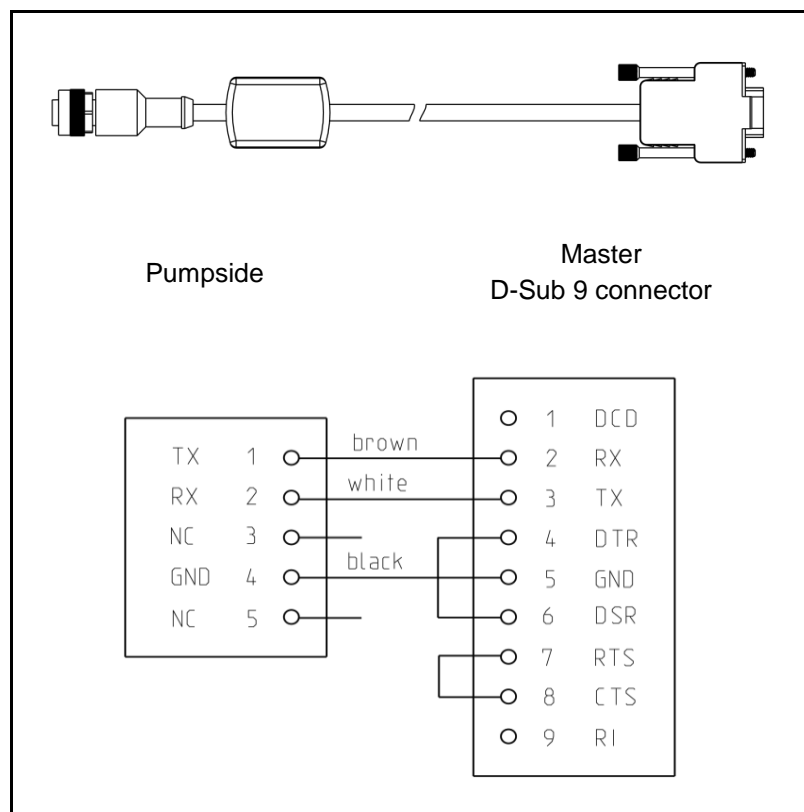 Pumpside
Master
D-Sub 9 connector
TX 1
RX 2
NC 3
GND 4
NC 5
brown
white
black
1 DCD
2 RX
3 TX
4 DTR
5 GND
6 DSR
7 RTS
8 CTS
9 RI